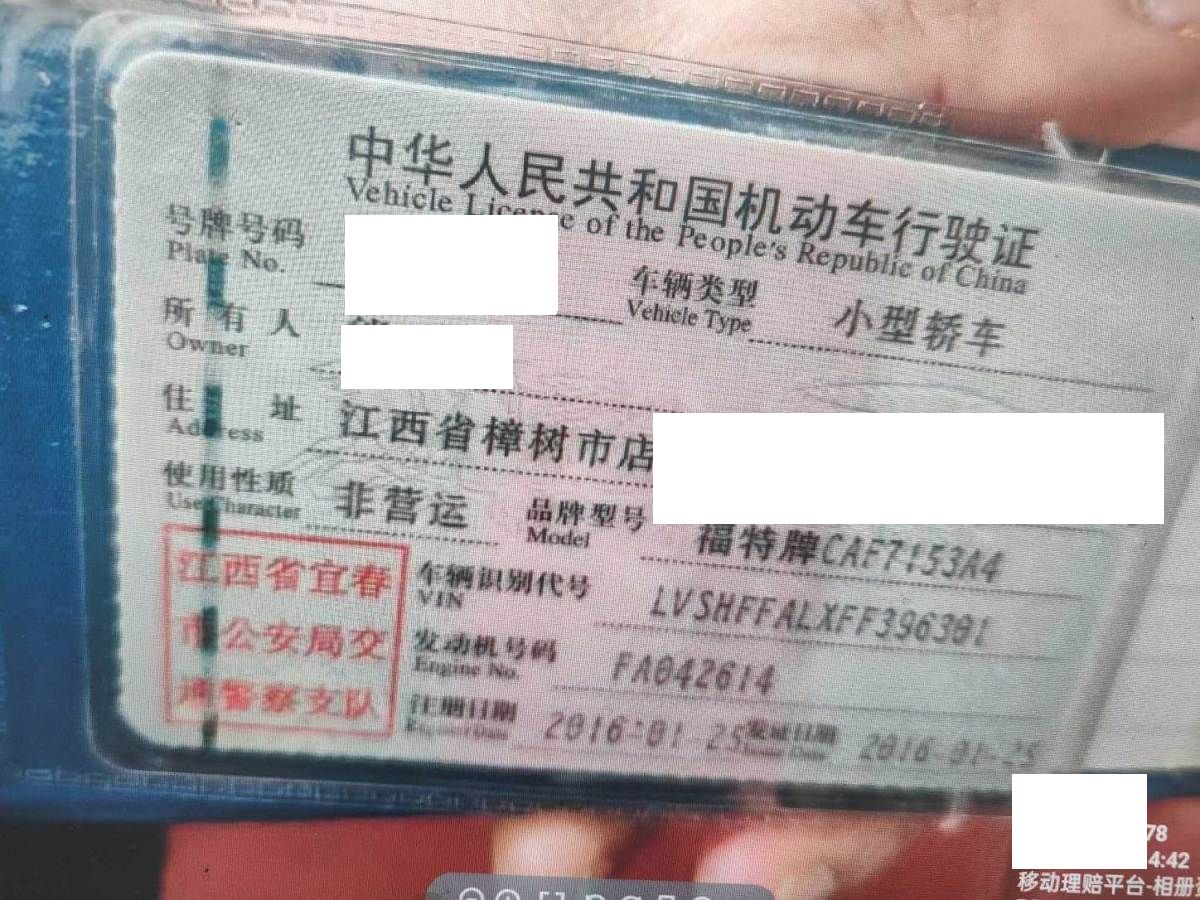 中华人民共和国机动车行驶证
Vehicle License of the People's Republic of China
号牌号码
Plate No.
车辆类型 小型轿车
Vehicle Type
所有人
Owner
住址 江西省樟树市店
Address
使用性质 非营运
Use Character
品牌型号 福特牌CAF7153A4
Model
江西省宜春
市公安局交
通警察支队
车辆识别代号 LVSHFFALXFF396301
VIN
发动机号码 FA042614
Engine No.
注册日期 2016-01-25 发证日期 2016-01-25
Register Date Issue Date
78
4:42
移动理赔平台-相册